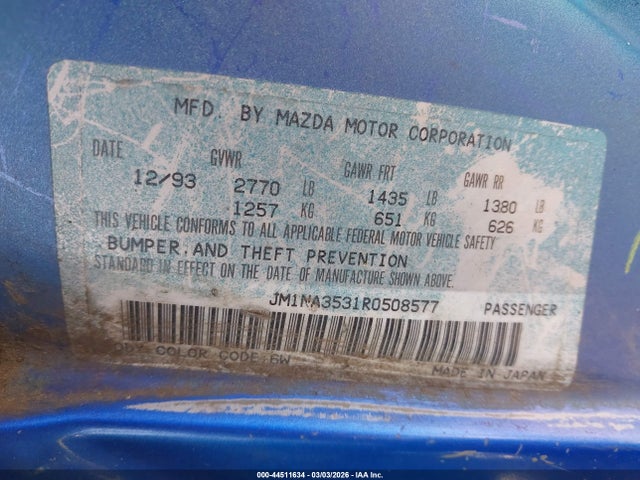 MFD. BY MAZDA MOTOR CORPORATION
DATE GVWR GAWR FRT GAWR RR
12/93 2770 LB 1435 LB 1380 LB
1257 KG 651 KG 626 KG
THIS VEHICLE CONFORMS TO ALL APPLICABLE FEDERAL MOTOR VEHICLE SAFETY
BUMPER, AND THEFT PREVENTION
STANDARD IN EFFECT ON THE DATE OF MANUFACTURE SHOWN ABOVE.
JM1NA3531R0508577 PASSENGER
COLOR CODE 6W
MADE IN JAPAN
000-44511634 - 03/03/2026 - IAA Inc.